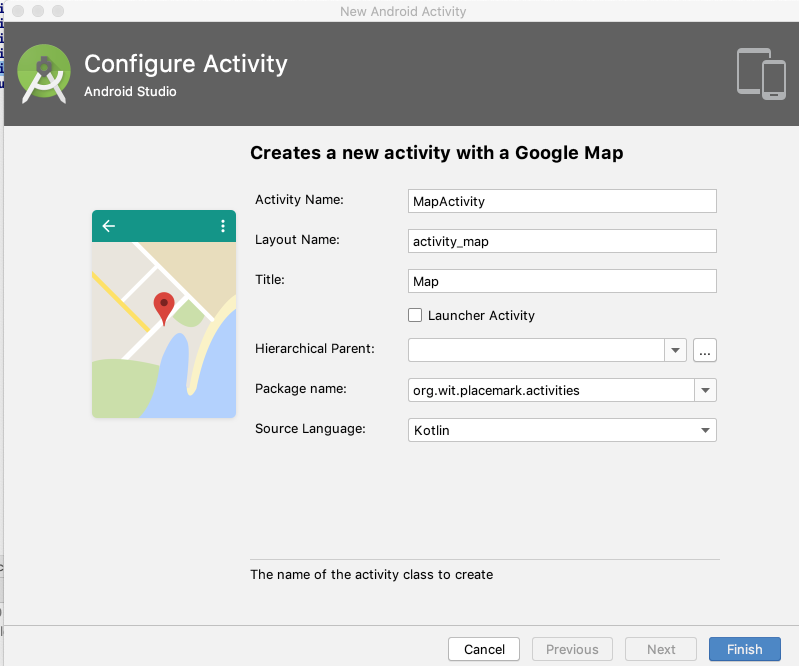 New Android Activity
Configure Activity
Android Studio
Creates a new activity with a Google Map
Activity Name: MapActivity
Layout Name: activity_map
Title: Map
Launcher Activity
Hierarchical Parent: ...
Package name: org.wit.placemark.activities
Source Language: Kotlin
The name of the activity class to create
Cancel Previous Next Finish